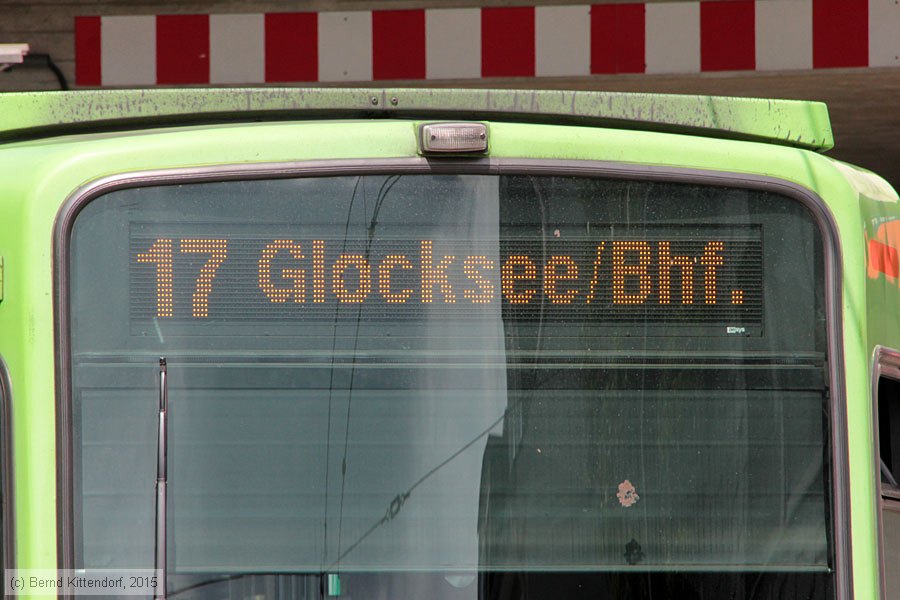 17 Glocksee/Bhf.
(c) Bernd Kittendorf, 2015